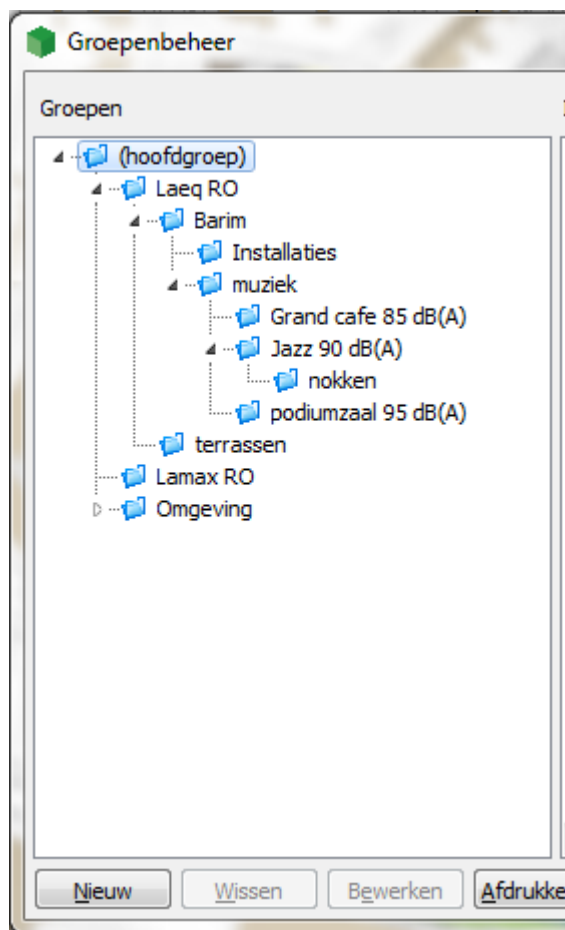 Groepenbeheer
Groepen
(hoofdgroep)
Laeq RO
Barim
Installaties
muziek
Grand cafe 85 dB(A)
Jazz 90 dB(A)
nokken
podiumzaal 95 dB(A)
terrassen
Lamax RO
Omgeving
Nieuw Wissen Bewerken Afdrukke